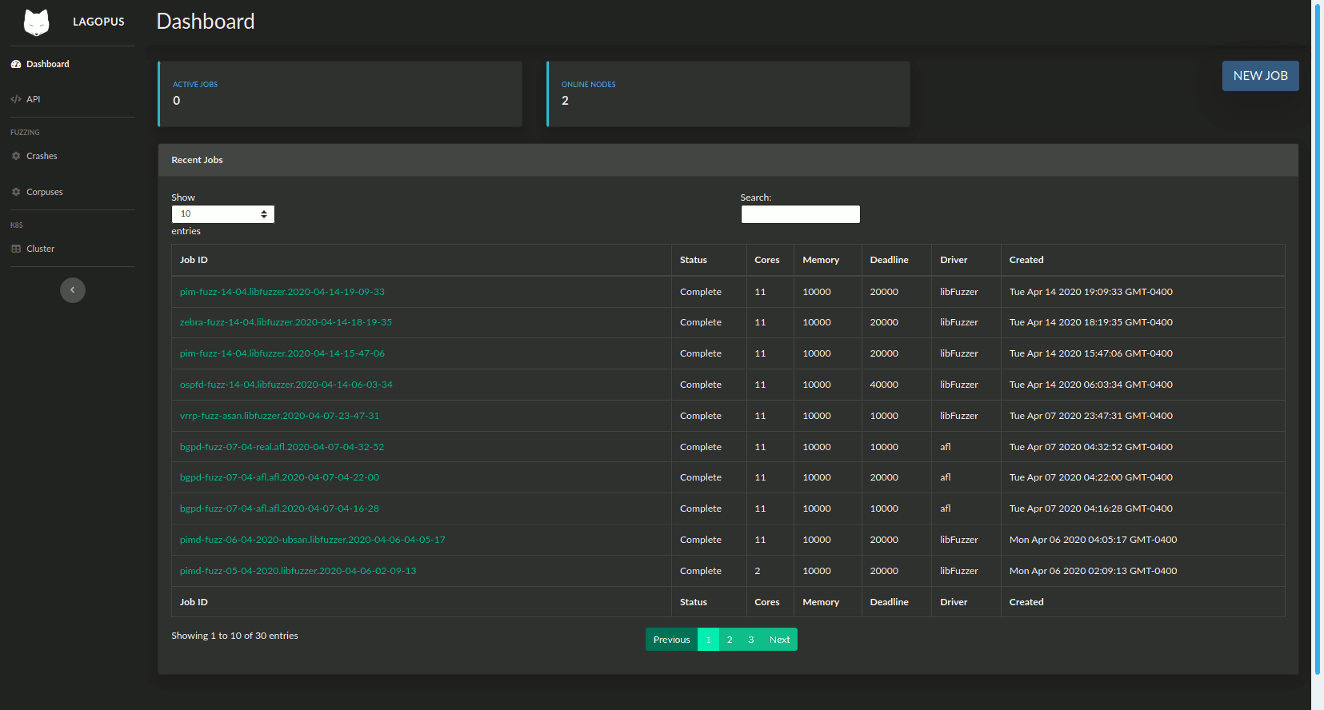 LAGOPUS
Dashboard
Dashboard
API
FUZZING
Crashes
Corpuses
K8S
Cluster
ACTIVE JOBS
0
ONLINE NODES
2
NEW JOB
Recent Jobs
Show
10
entries
Search:
Job ID Status Cores Memory Deadline Driver Created
pim-fuzz-14-04.libfuzzer.2020-04-14-19-09-33 Complete 11 10000 20000 libFuzzer Tue Apr 14 2020 19:09:33 GMT-0400
zebra-fuzz-14-04.libfuzzer.2020-04-14-18-19-35 Complete 11 10000 20000 libFuzzer Tue Apr 14 2020 18:19:35 GMT-0400
pim-fuzz-14-04.libfuzzer.2020-04-14-15-47-06 Complete 11 10000 20000 libFuzzer Tue Apr 14 2020 15:47:06 GMT-0400
ospfd-fuzz-14-04.libfuzzer.2020-04-14-06-03-34 Complete 11 10000 40000 libFuzzer Tue Apr 14 2020 06:03:34 GMT-0400
vrrp-fuzz-asan.libfuzzer.2020-04-07-23-47-31 Complete 11 10000 10000 libFuzzer Tue Apr 07 2020 23:47:31 GMT-0400
bgpd-fuzz-07-04-real.afl.2020-04-07-04-32-52 Complete 11 10000 10000 afl Tue Apr 07 2020 04:32:52 GMT-0400
bgpd-fuzz-07-04-afl.afl.2020-04-07-04-22-00 Complete 11 10000 20000 afl Tue Apr 07 2020 04:22:00 GMT-0400
bgpd-fuzz-07-04-afl.afl.2020-04-07-04-16-28 Complete 11 10000 10000 afl Tue Apr 07 2020 04:16:28 GMT-0400
pimd-fuzz-06-04-2020-ubsan.libfuzzer.2020-04-06-04-05-17 Complete 11 10000 20000 libFuzzer Mon Apr 06 2020 04:05:17 GMT-0400
pimd-fuzz-05-04-2020.libfuzzer.2020-04-06-02-09-13 Complete 2 10000 20000 libFuzzer Mon Apr 06 2020 02:09:13 GMT-0400
Job ID Status Cores Memory Deadline Driver Created
Showing 1 to 10 of 30 entries
Previous 1 2 3 Next